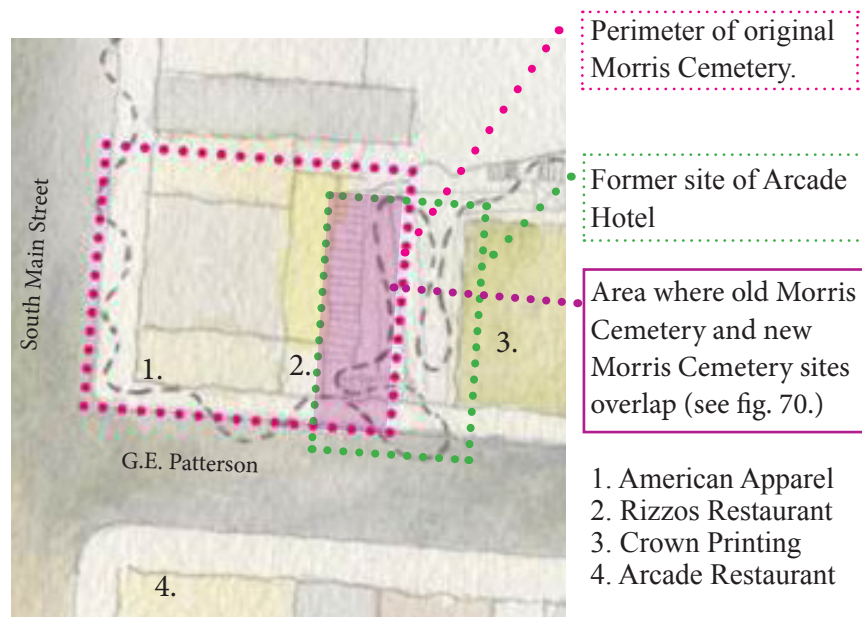 Perimeter of original
Morris Cemetery.
Former site of Arcade
Hotel
Area where old Morris
Cemetery and new
Morris Cemetery sites
overlap (see fig. 70.)
1. American Apparel
2. Rizzos Restaurant
3. Crown Printing
4. Arcade Restaurant
South Main Street
G.E. Patterson
1.
2.
3.
4.